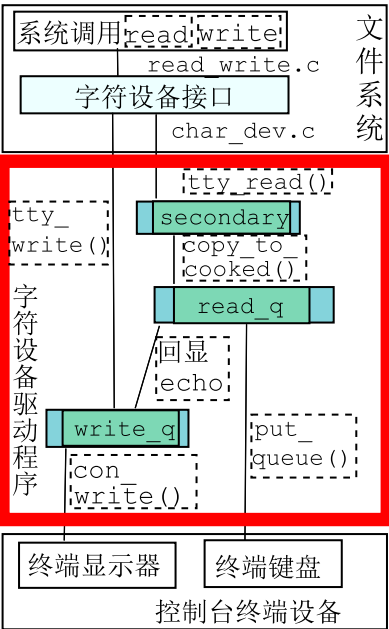 系统调用 read write
read_write.c
字符设备接口
文件系统
char_dev.c
tty_read()
tty_
write()
secondary
copy_to_
cooked()
read_q
字符设备驱动程序
回显
echo
write_q
put_
queue()
con_
write()
终端显示器
终端键盘
控制台终端设备